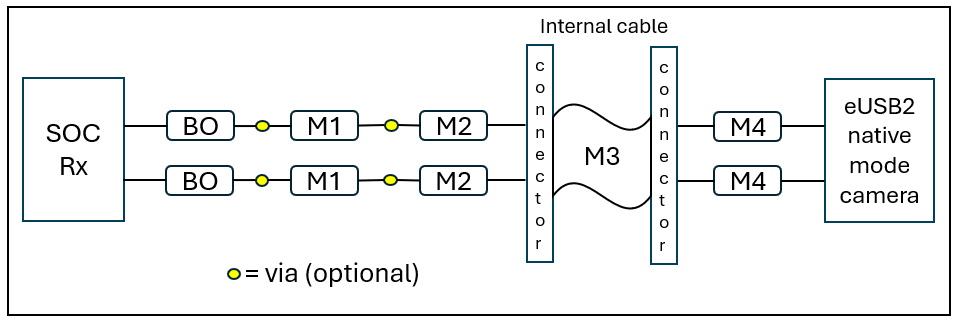 Internal cable
SOC
Rx
BO
M1
M2
connector
M3
connector
M4
eUSB2
native
mode
camera
BO
M1
M2
M4
= via (optional)